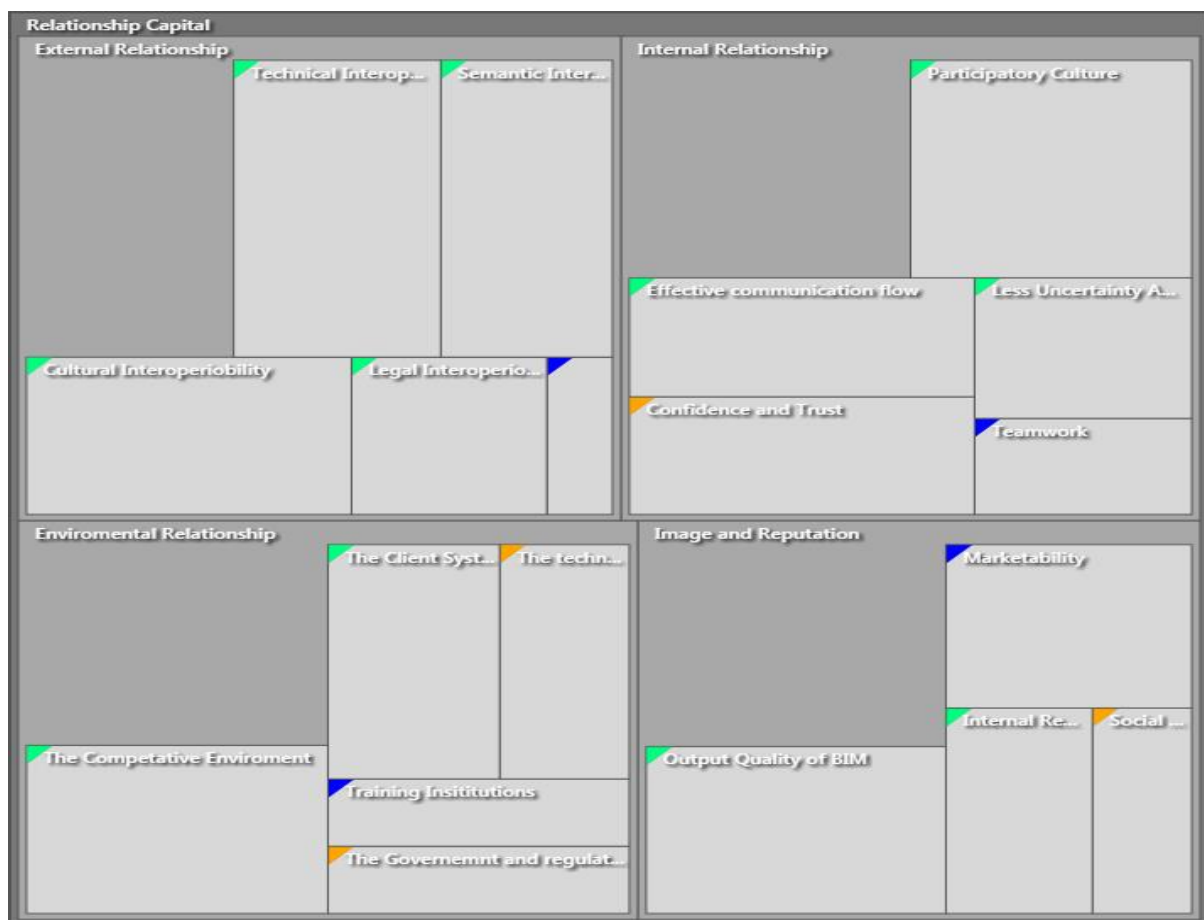 Relationship Capital
External Relationship
Technical Interop...
Semantic Inter...
Cultural Interoperiobility
Legal Interoperio...
Internal Relationship
Participatory Culture
Effective communication flow
Less Uncertainty A...
Confidence and Trust
Teamwork
Enviromental Relationship
The Client Syst...
The techn...
The Competative Enviroment
Training Insititutions
The Governemnt and regulat...
Image and Reputation
Marketability
Internal Re...
Social ...
Output Quality of BIM